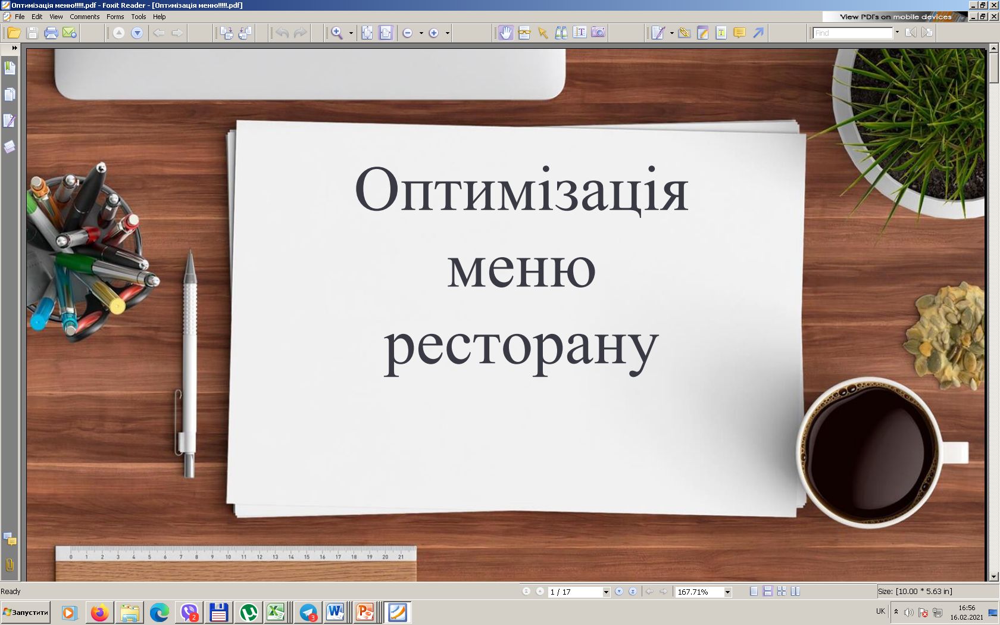 Оптимізація меню!!!!!.pdf - Foxit Reader - [Оптимізація меню!!!!!.pdf]
File Edit View Comments Forms Tools Help
View PDFs on mobile devices
Find
Оптимізація
меню
ресторану
0 1 2 3 4 5 6 7 8 9 10 11 12 13 14 15 16 17 18 19 20 21
Ready
1 / 17
167.71%
Size: [10.00 * 5.63 in]
Запустити
2
3
UK
16:56
16.02.2021